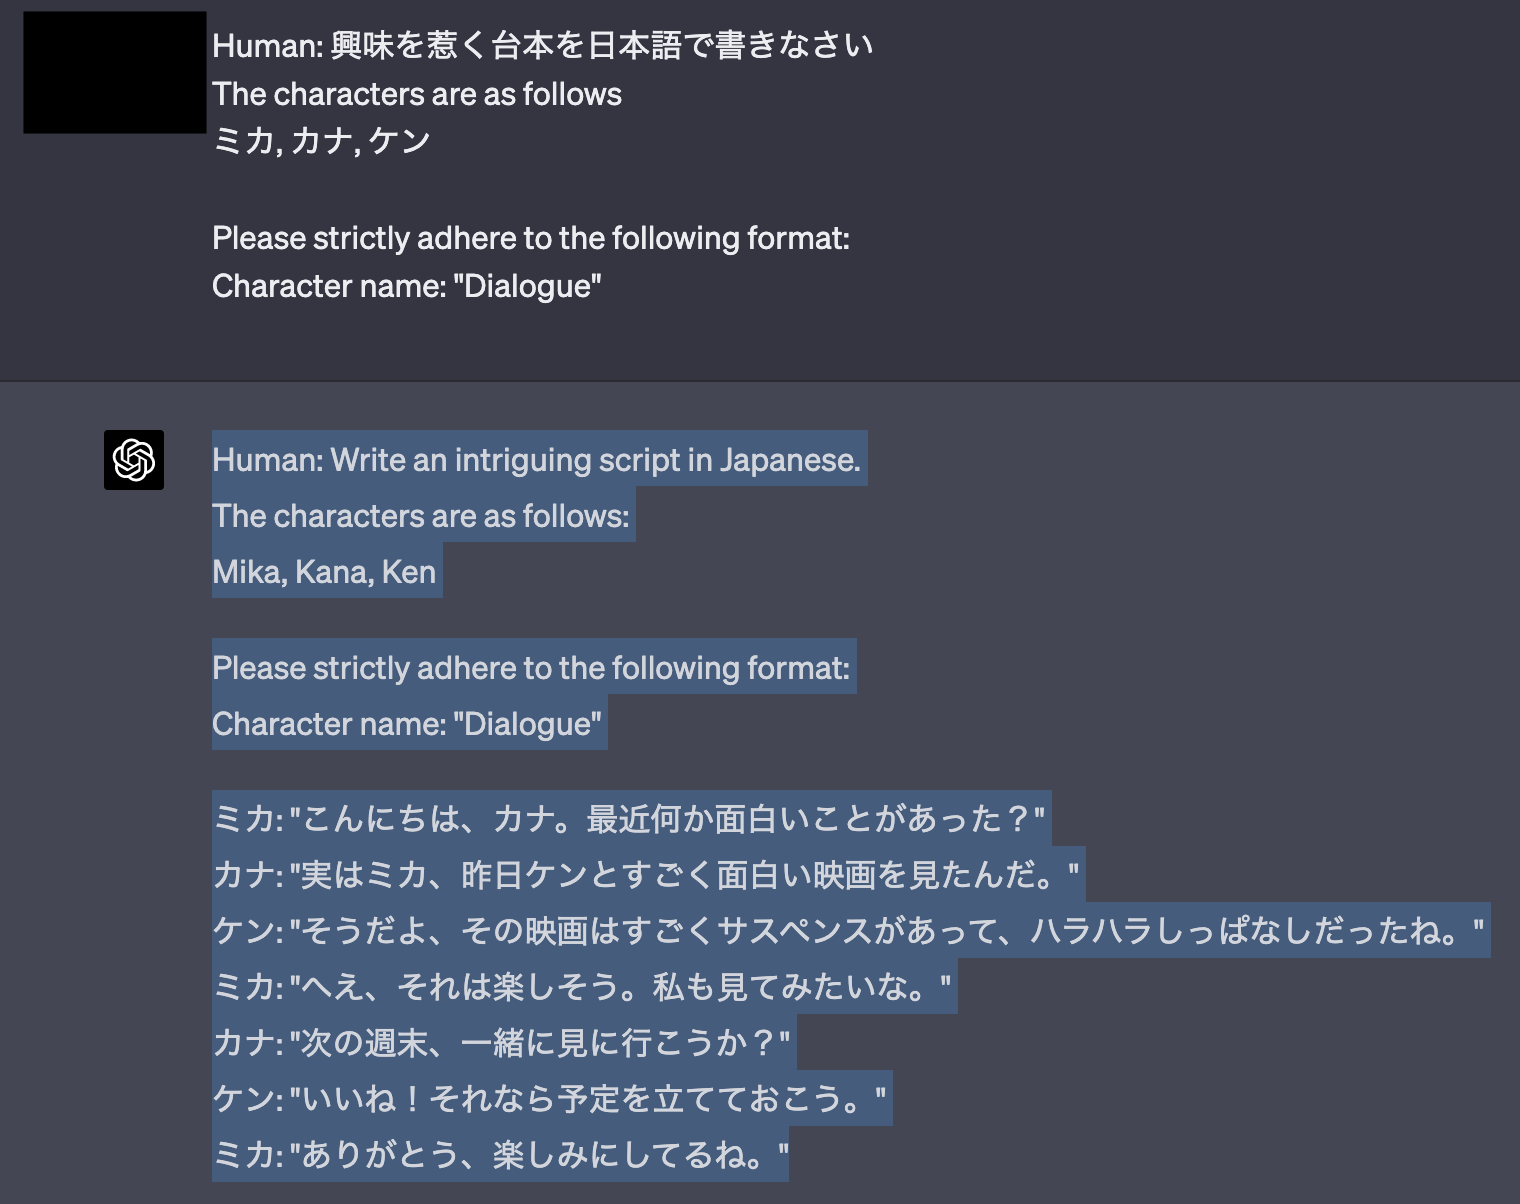 Human: 興味を惹く台本を日本語で書きなさい
The characters are as follows
ミカ, カナ, ケン
Please strictly adhere to the following format:
Character name: "Dialogue"
Human: Write an intriguing script in Japanese.
The characters are as follows:
Mika, Kana, Ken
Please strictly adhere to the following format:
Character name: "Dialogue"
ミカ: "こんにちは、カナ。最近何か面白いことがあった？"
カナ: "実はミカ、昨日ケンとすごく面白い映画を見たんだ。"
ケン: "そうだよ、その映画はすごくサスペンスがあって、ハラハラしっぱなしだったね。"
ミカ: "へえ、それは楽しそう。私も見てみたいな。"
カナ: "次の週末、一緒に見に行こうか？"
ケン: "いいね！それなら予定を立てておこう。"
ミカ: "ありがとう、楽しみにしてるね。"